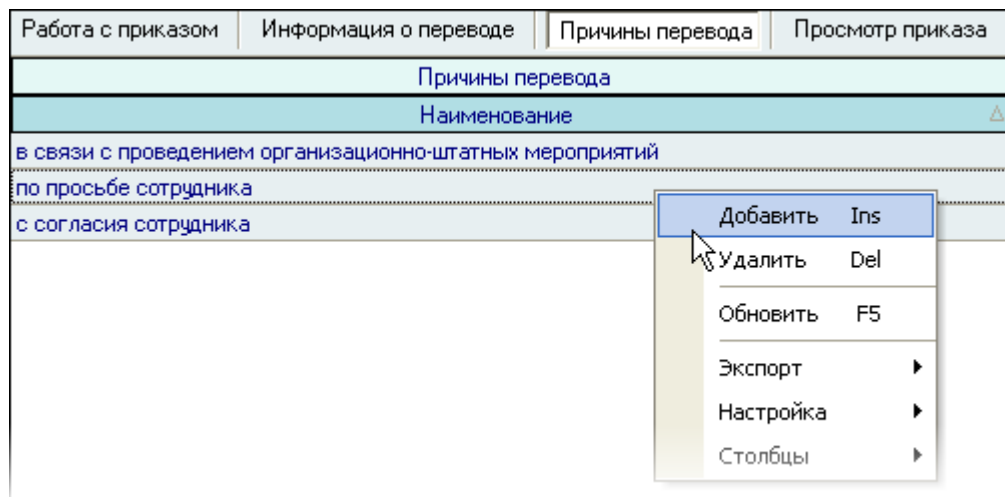 Работа с приказом Информация о переводе Причины перевода Просмотр приказа
Причины перевода
Наименование
в связи с проведением организационно-штатных мероприятий
по просьбе сотрудника
с согласия сотрудника
Добавить Ins
Удалить Del
Обновить F5
Экспорт
Настройка
Столбцы